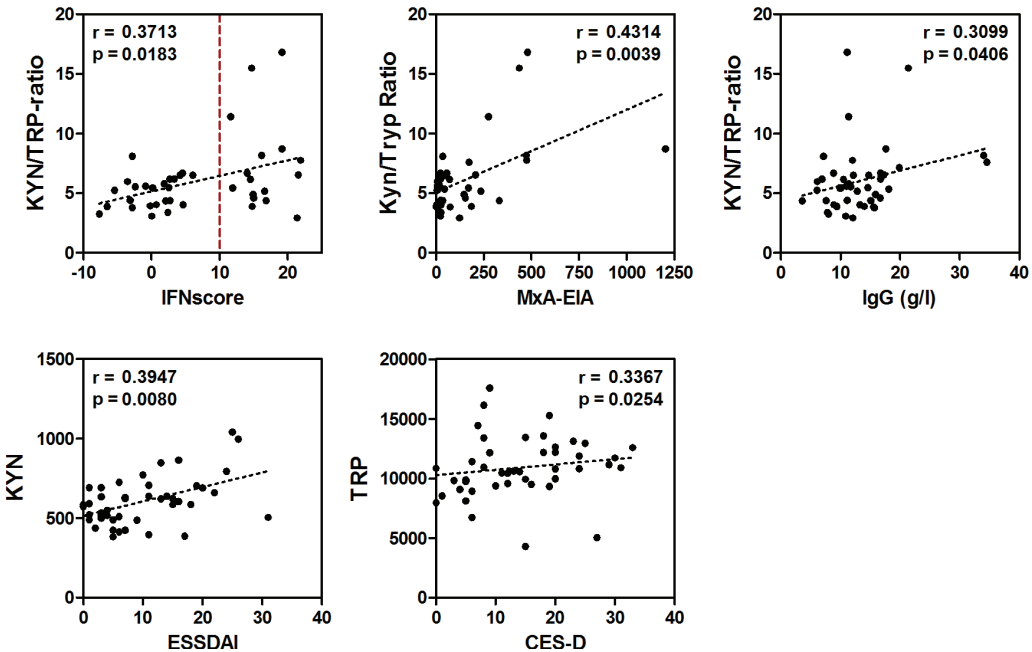 20
15
10
5
0
KYN/TRP-ratio
r = 0.3713
p = 0.0183
-10
0
10
20
IFNscore
20
15
10
5
0
Kyn/Tryp Ratio
r = 0.4314
p = 0.0039
0
250
500
750
1000
1250
MxA-EIA
20
15
10
5
0
KYN/TRP-ratio
r = 0.3099
p = 0.0406
0
10
20
30
40
IgG (g/l)
1500
1000
500
0
KYN
r = 0.3947
p = 0.0080
0
10
20
30
40
ESSDAI
20000
15000
10000
5000
0
TRP
r = 0.3367
p = 0.0254
0
10
20
30
40
CES-D